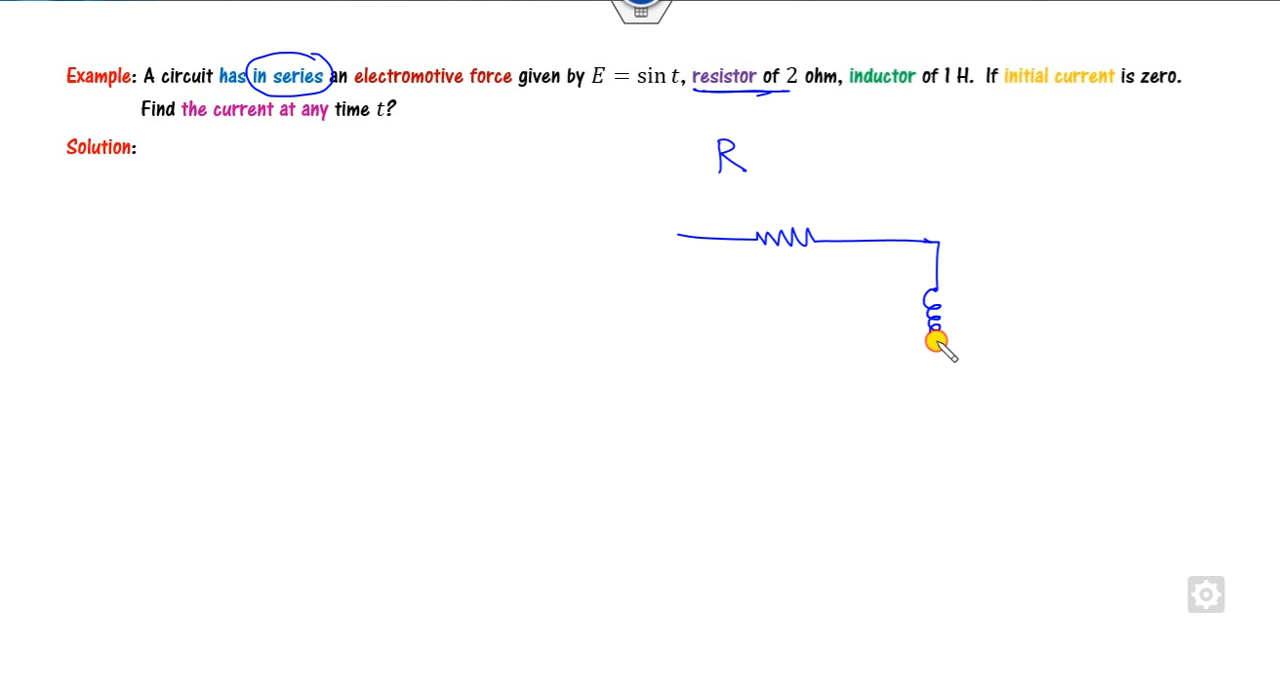 Example: A circuit has in series an electromotive force given by E = sin t, resistor of 2 ohm, inductor of 1 H. If initial current is zero.
Find the current at any time t?
Solution:
R